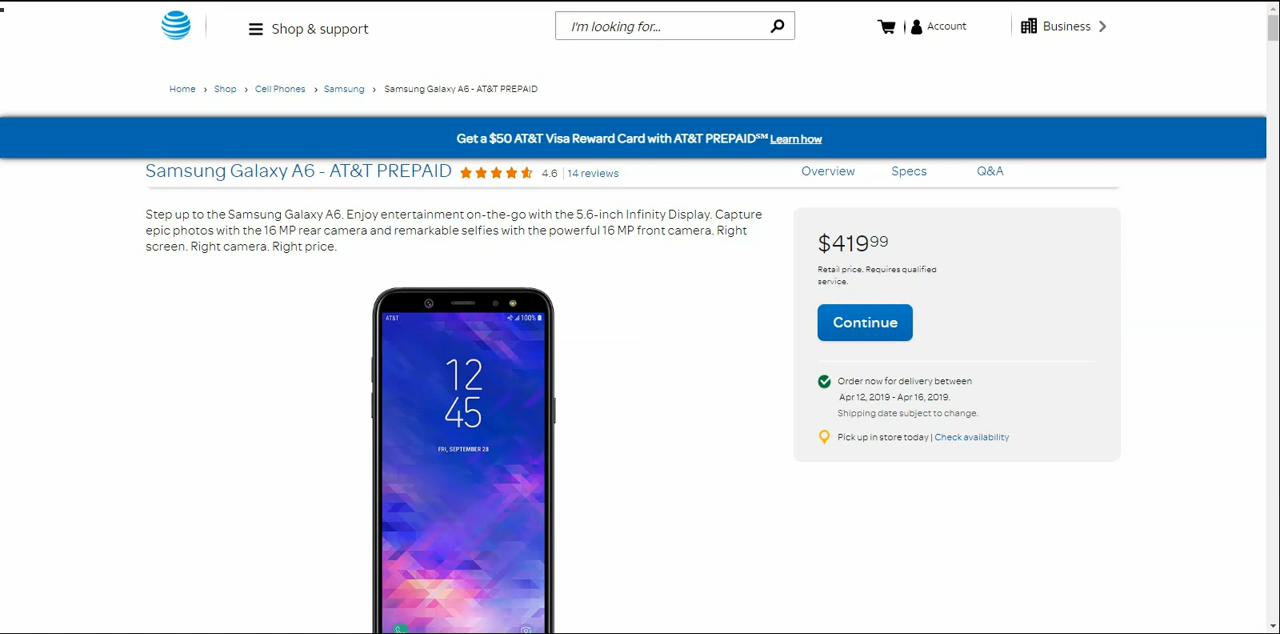 Shop & support
I'm looking for...
Account
Business
Home › Shop › Cell Phones › Samsung › Samsung Galaxy A6 - AT&T PREPAID
Get a $50 AT&T Visa Reward Card with AT&T PREPAID℠ Learn how
Samsung Galaxy A6 - AT&T PREPAID 4.6 | 14 reviews
Overview Specs Q&A
Step up to the Samsung Galaxy A6. Enjoy entertainment on-the-go with the 5.6-inch Infinity Display. Capture
epic photos with the 16 MP rear camera and remarkable selfies with the powerful 16 MP front camera. Right
screen. Right camera. Right price.
$41999
Retail price. Requires qualified
service.
Continue
Order now for delivery between
Apr 12, 2019 - Apr 16, 2019.
Shipping date subject to change.
Pick up in store today | Check availability
AT&T 100%
12
45
FRI, SEPTEMBER 28